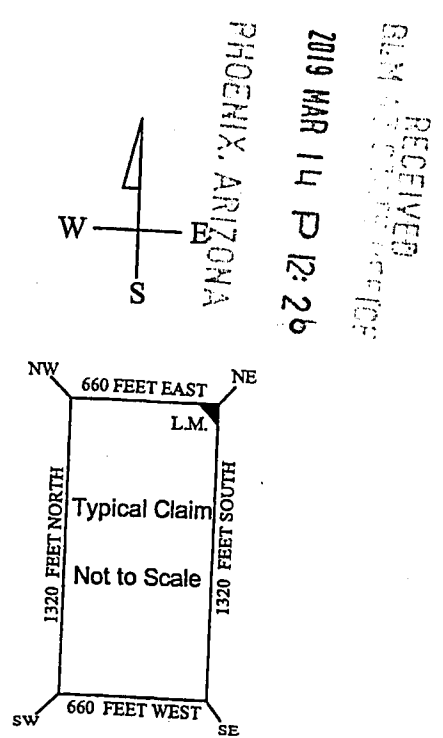 RECEIVED
2019 MAR 14 P 12: 26
PHOENIX, ARIZONA
W E
S
NW 660 FEET EAST NE
L.M.
1320 FEET NORTH
Typical Claim
Not to Scale
1320 FEET SOUTH
SW 660 FEET WEST SE